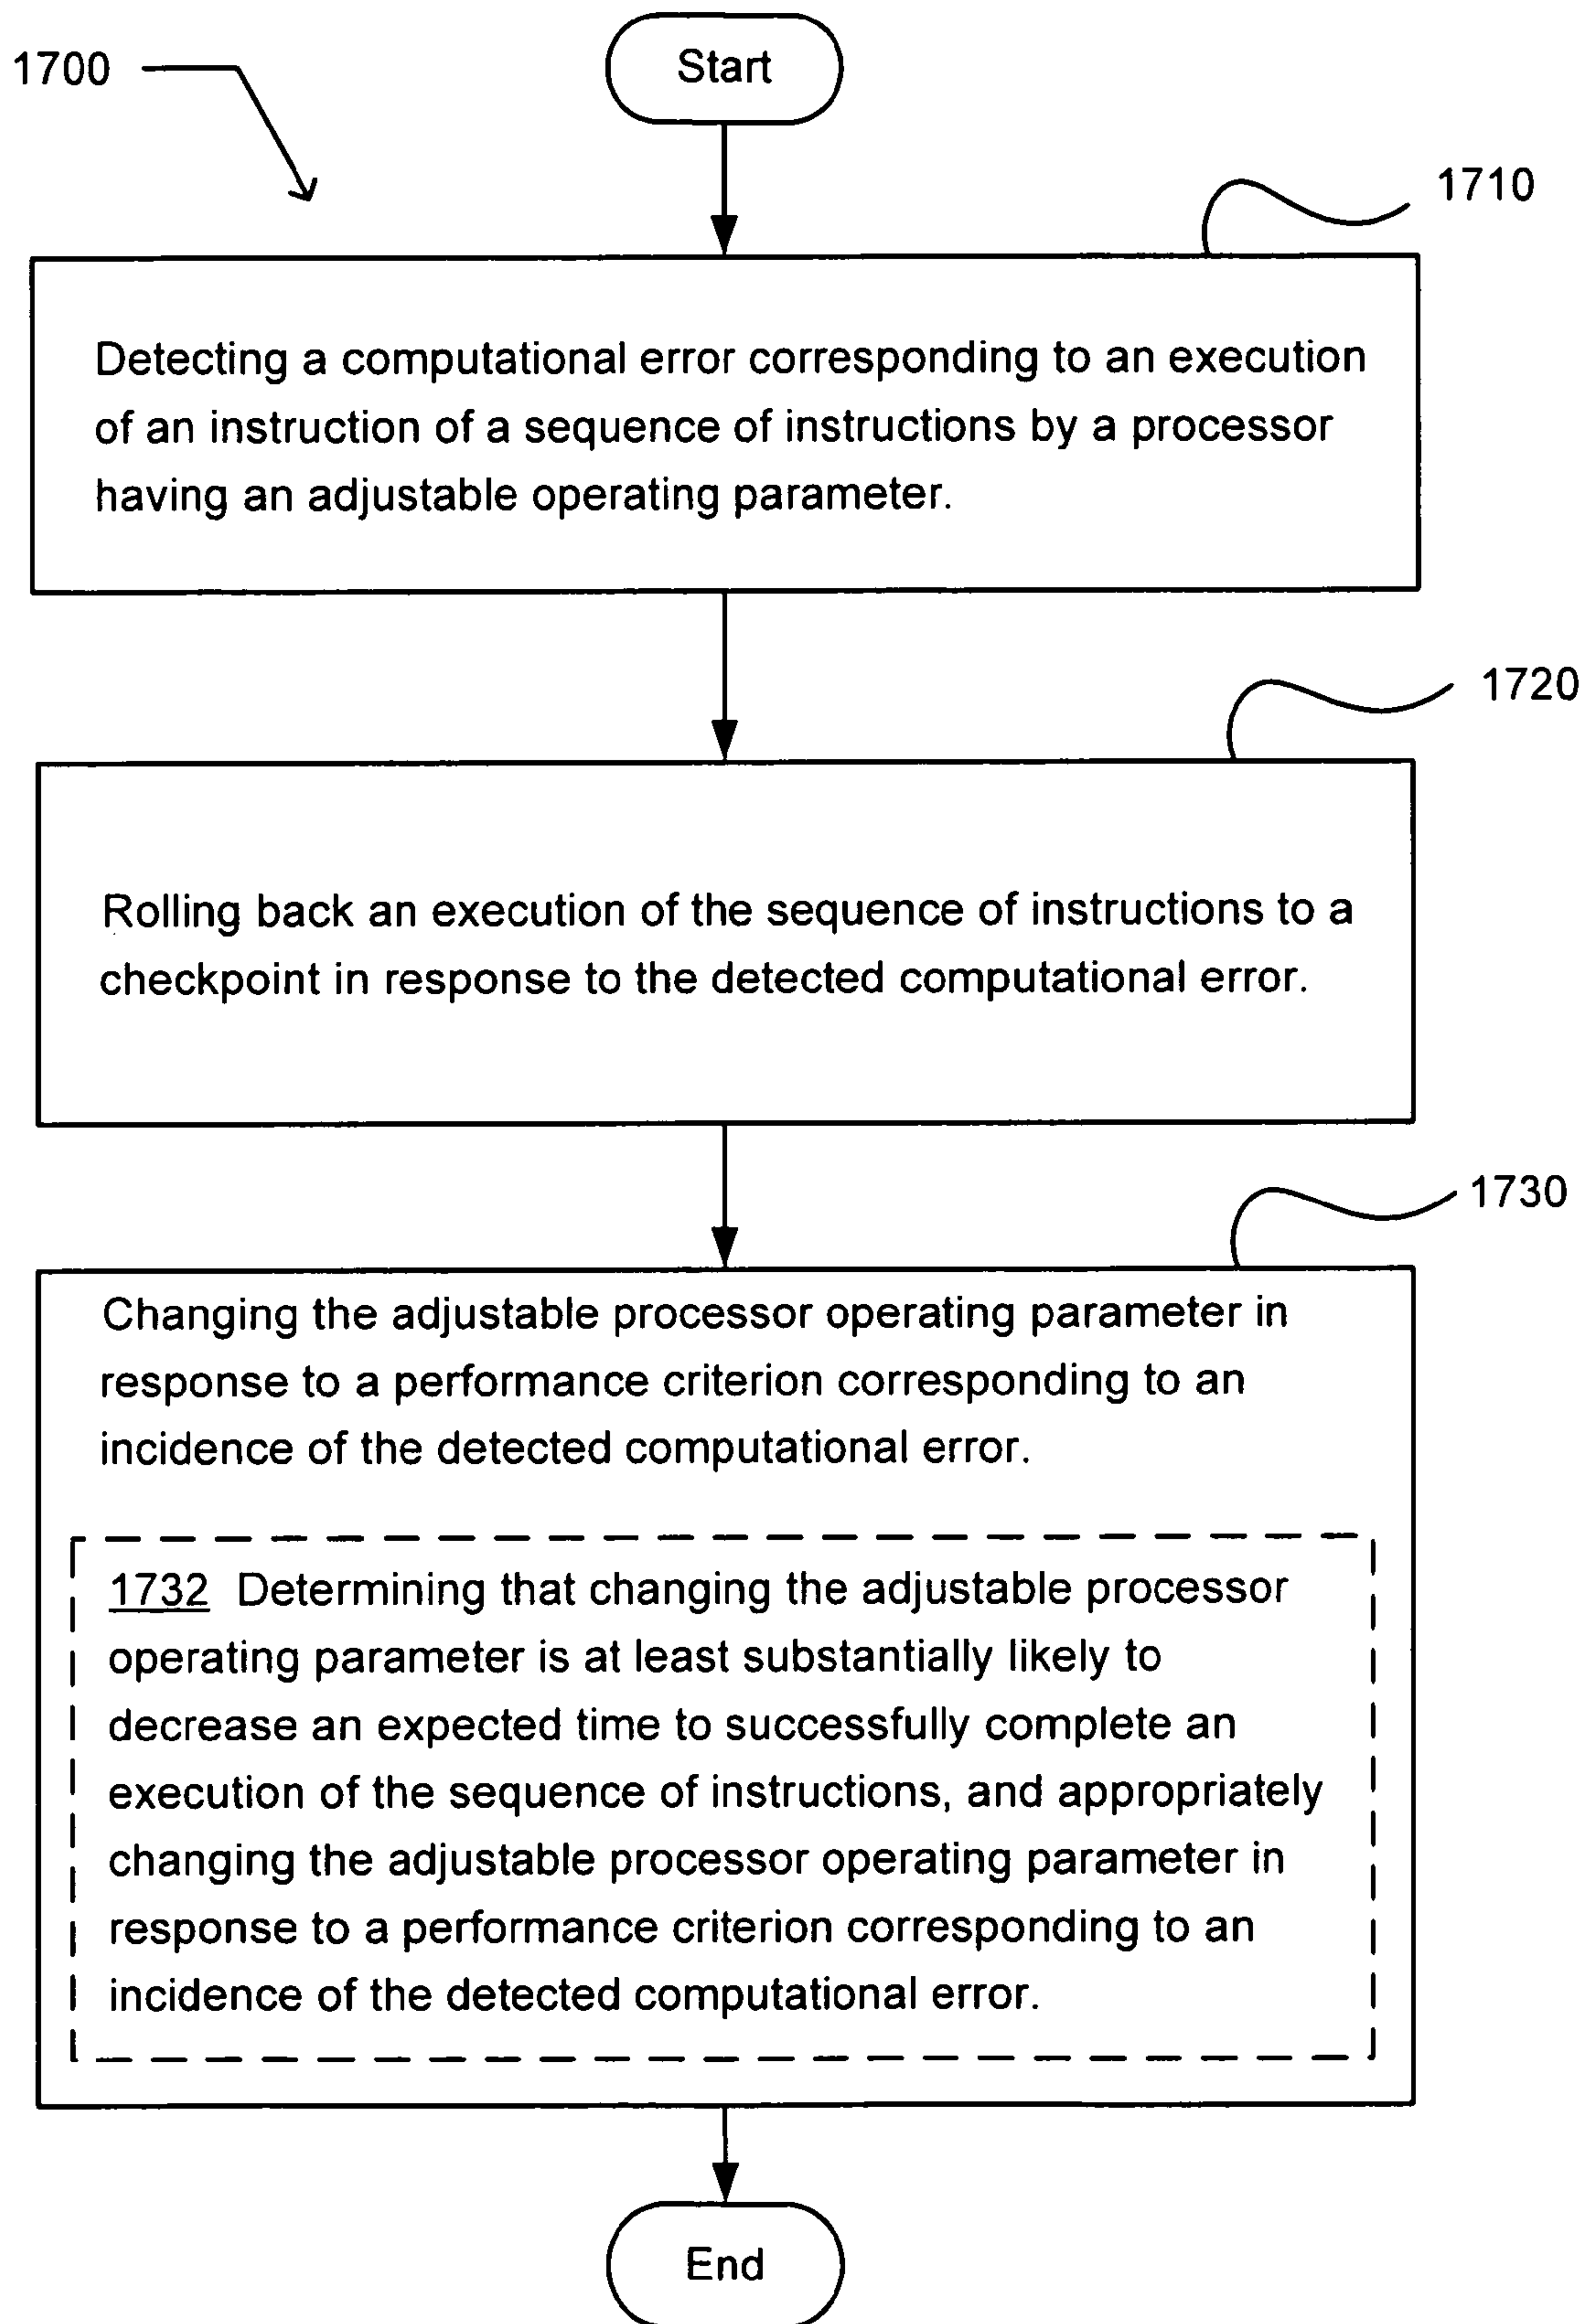 1700
Start
1710
Detecting a computational error corresponding to an execution
of an instruction of a sequence of instructions by a processor
having an adjustable operating parameter.
1720
Rolling back an execution of the sequence of instructions to a
checkpoint in response to the detected computational error.
1730
Changing the adjustable processor operating parameter in
response to a performance criterion corresponding to an
incidence of the detected computational error.
1732 Determining that changing the adjustable processor
operating parameter is at least substantially likely to
decrease an expected time to successfully complete an
execution of the sequence of instructions, and appropriately
changing the adjustable processor operating parameter in
response to a performance criterion corresponding to an
incidence of the detected computational error.
End